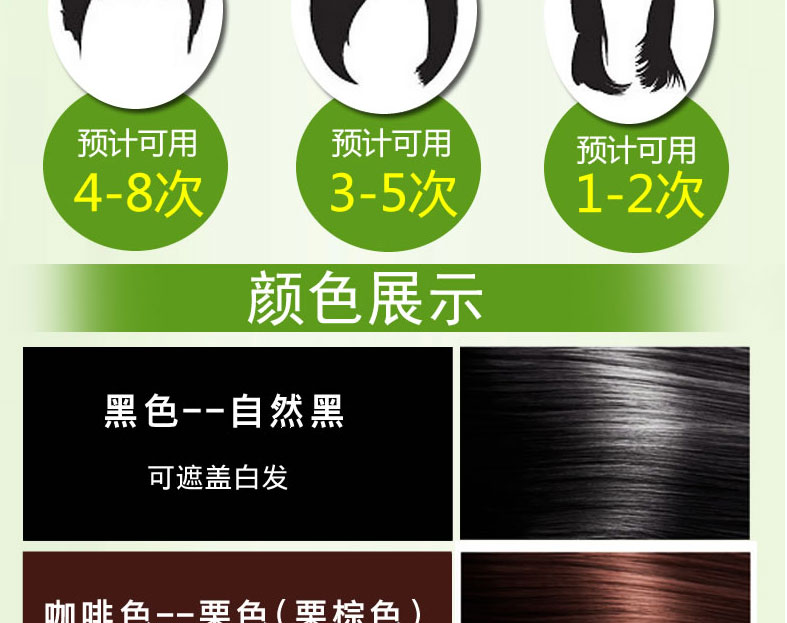 预计可用
4-8次
预计可用
3-5次
预计可用
1-2次
颜色展示
黑色--自然黑
可遮盖白发
咖啡色--栗色(栗棕色)